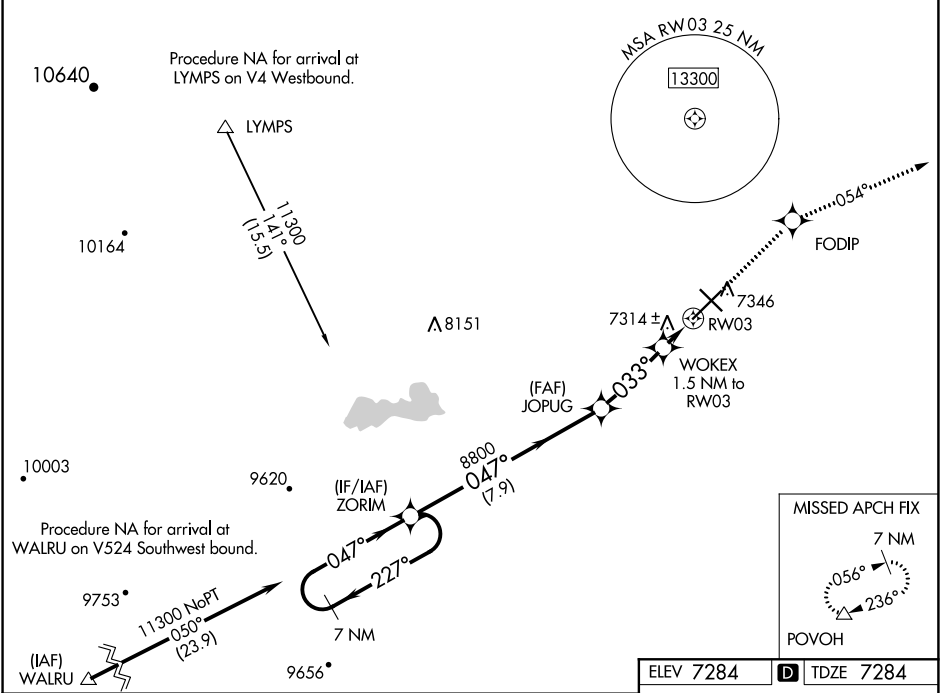 10640
Procedure NA for arrival at
LYMPS on V4 Westbound.
LYMPS
11300
141°
(15.5)
10164
MSA RW03 25 NM
13300
054°
FODIP
7346
RW03
7314 ±
8151
WOKEX
1.5 NM to
RW03
033°
(FAF)
JOPUG
8800
047°
(7.9)
10003
9620
(IF/IAF)
ZORIM
Procedure NA for arrival at
WALRU on V524 Southwest bound.
047°
227°
7 NM
9753
11300 NoPT
050°
(23.9)
(IAF)
WALRU
9656
MISSED APCH FIX
7 NM
056°
236°
POVOH
ELEV 7284 D TDZE 7284